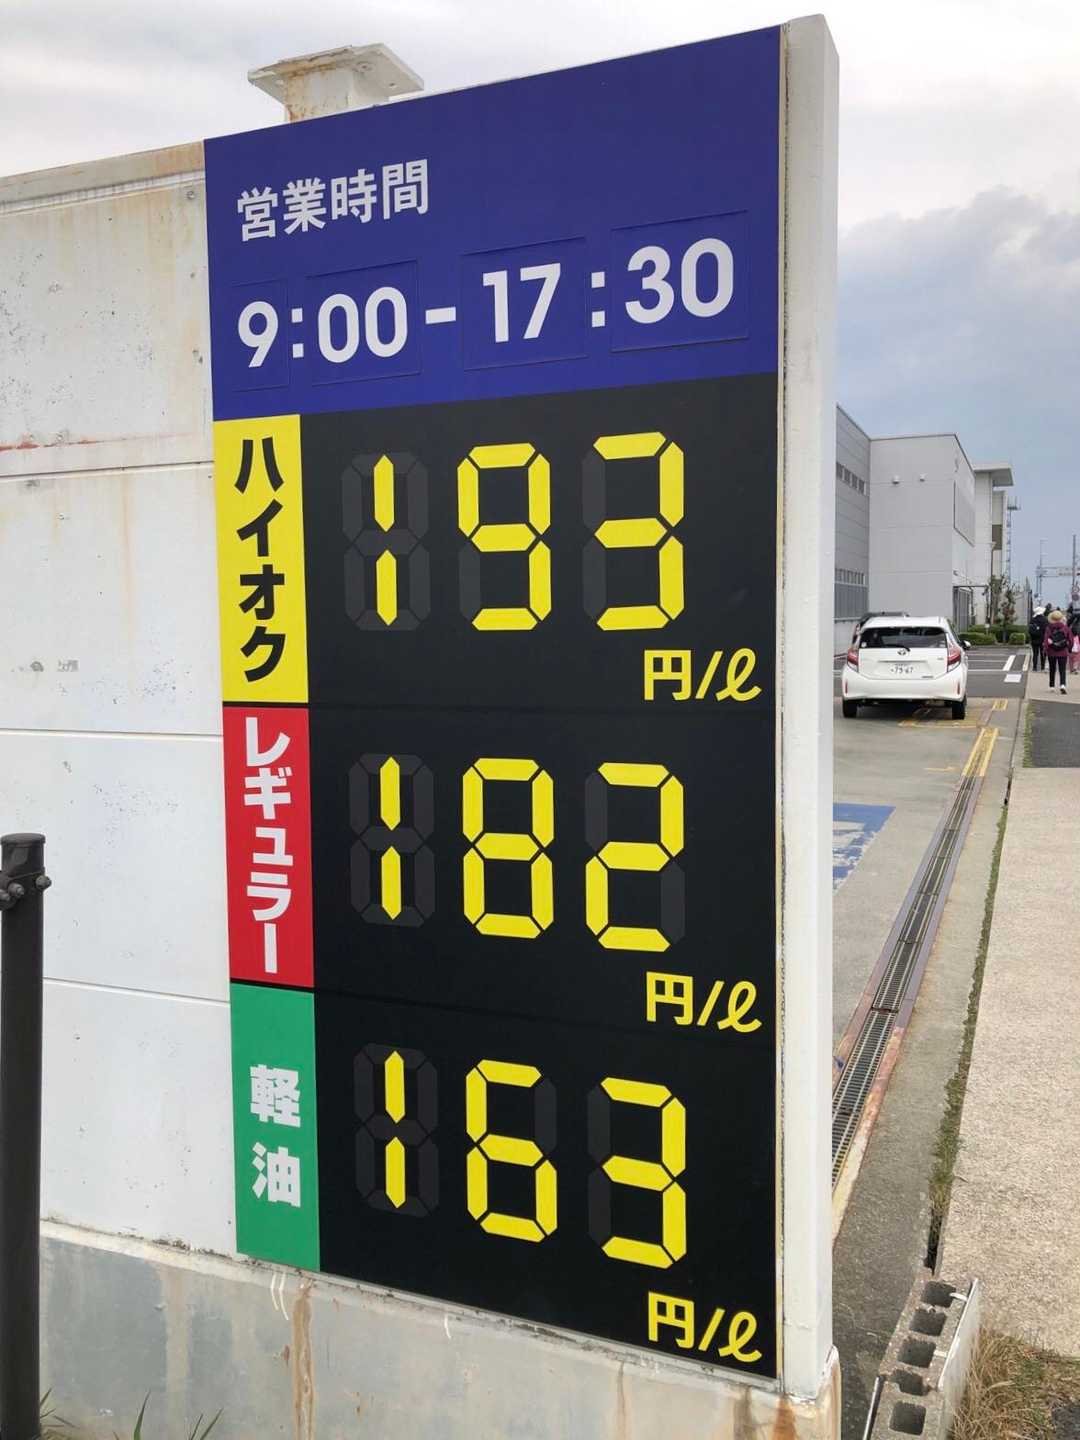 営業時間
9:00-17:30
ハイオク
193
円/ℓ
レギュラー
182
円/ℓ
軽油
163
円/ℓ